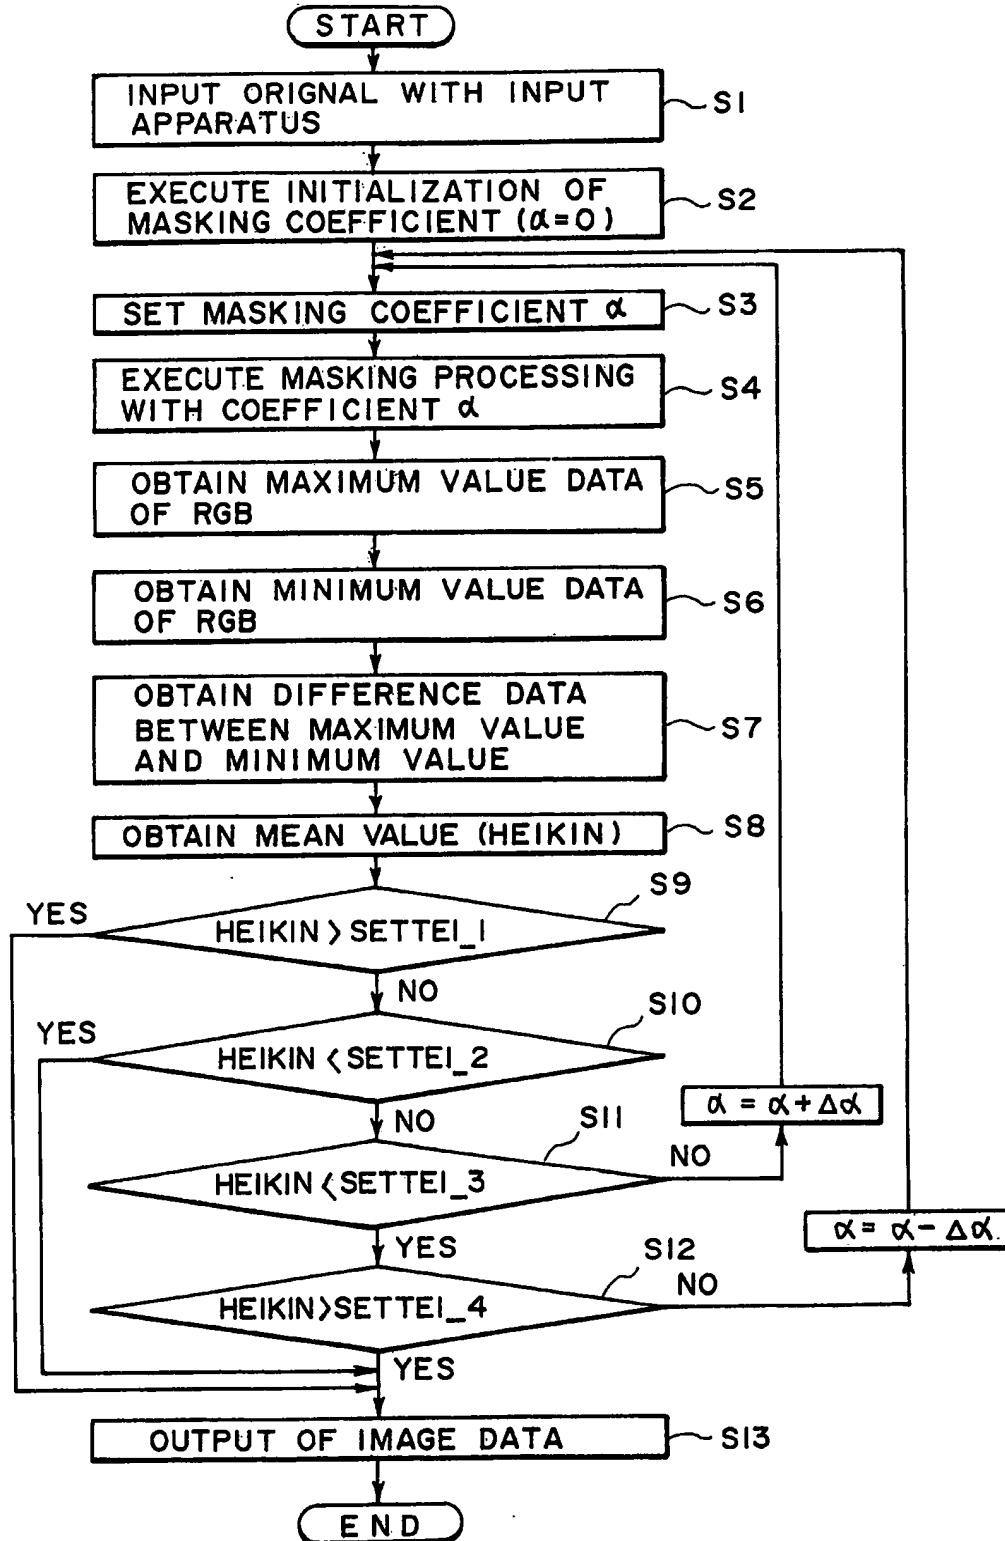 START
INPUT ORIGNAL WITH INPUT
APPARATUS
S1
EXECUTE INITIALIZATION OF
MASKING COEFFICIENT (α=0)
S2
SET MASKING COEFFICIENT α
S3
EXECUTE MASKING PROCESSING
WITH COEFFICIENT α
S4
OBTAIN MAXIMUM VALUE DATA
OF RGB
S5
OBTAIN MINIMUM VALUE DATA
OF RGB
S6
OBTAIN DIFFERENCE DATA
BETWEEN MAXIMUM VALUE
AND MINIMUM VALUE
S7
OBTAIN MEAN VALUE (HEIKIN)
S8
S9
YES
HEIKIN > SETTEI_1
NO
S10
YES
HEIKIN < SETTEI_2
α = α + Δα
NO
S11
NO
HEIKIN < SETTEI_3
α = α - Δα
YES
S12
NO
HEIKIN > SETTEI_4
YES
OUTPUT OF IMAGE DATA
S13
END